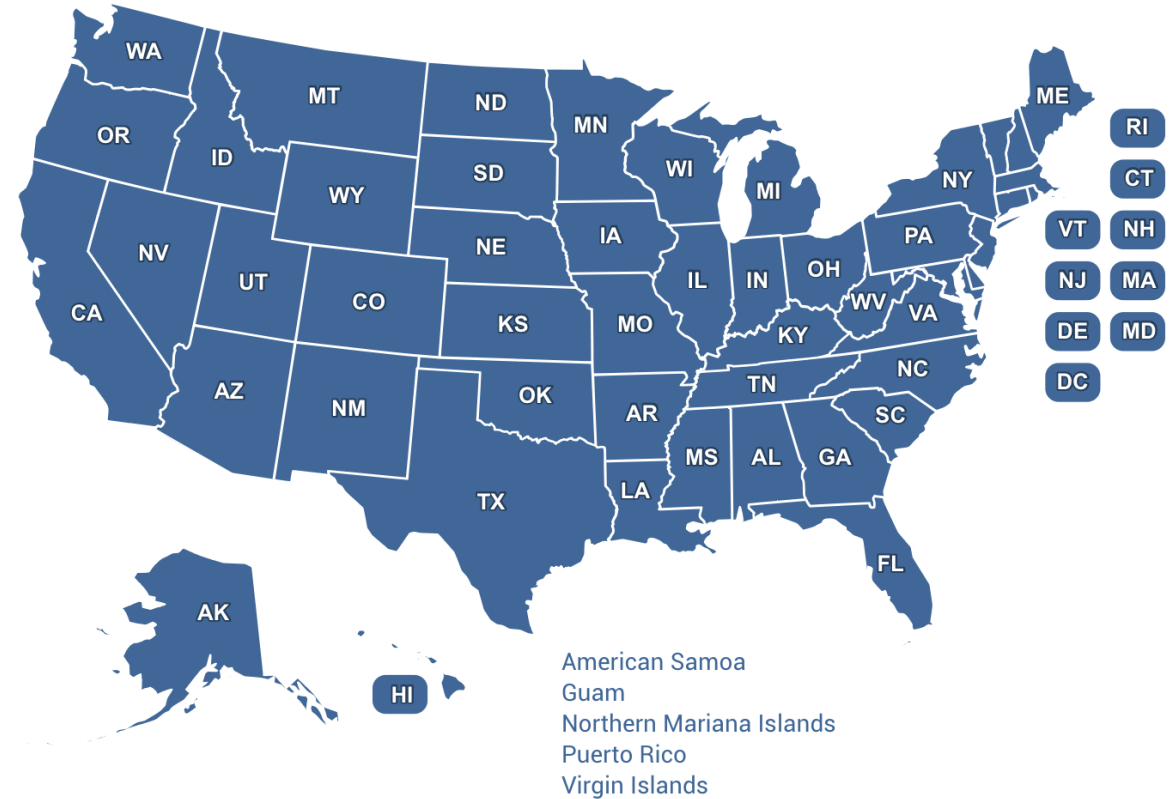 WA
MT
ND
MN
ME
OR
ID
WY
SD
WI
MI
NY
RI
CT
VT
NH
NV
UT
CO
NE
IA
IL
IN
OH
PA
NJ
MA
CA
KS
MO
KY
WV
VA
DE
MD
AZ
NM
OK
AR
TN
NC
DC
TX
LA
MS
AL
GA
SC
FL
AK
HI
American Samoa
Guam
Northern Mariana Islands
Puerto Rico
Virgin Islands